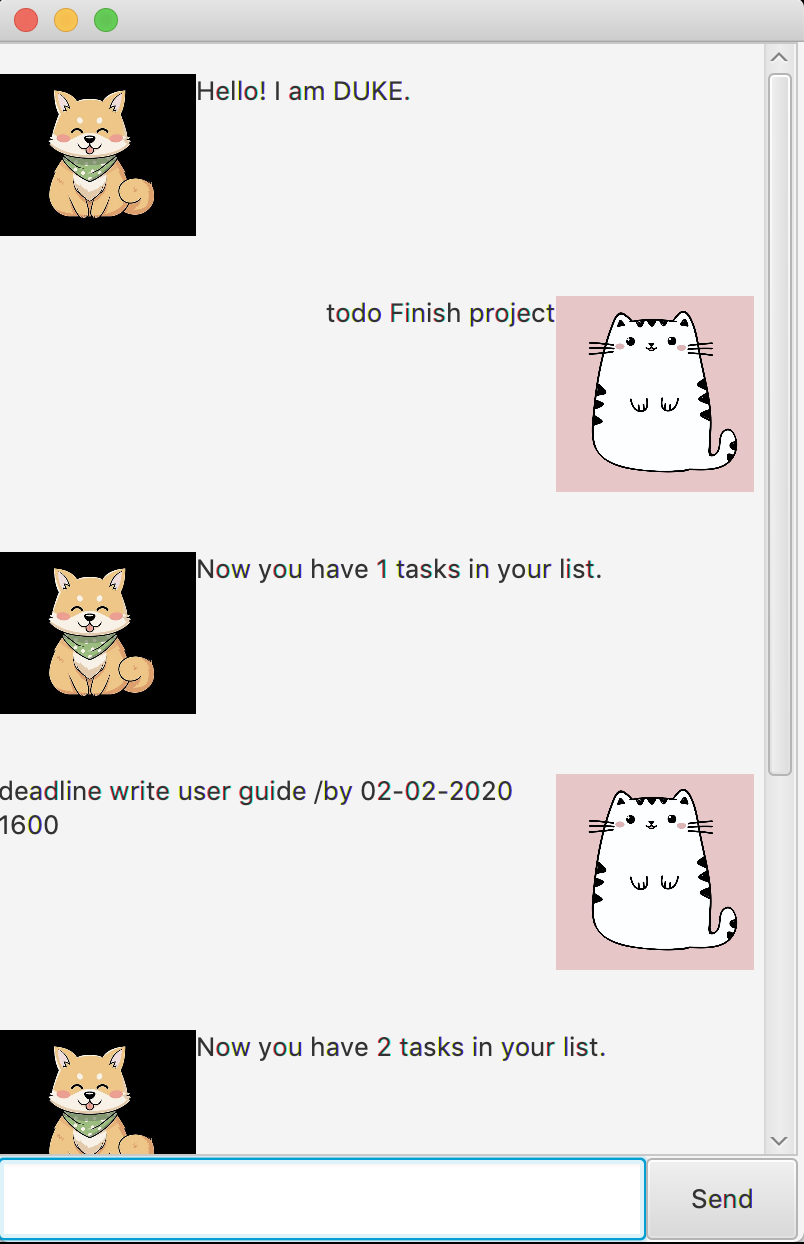 Hello! I am DUKE.
todo Finish project
Now you have 1 tasks in your list.
deadline write user guide /by 02-02-2020
1600
Now you have 2 tasks in your list.
Send